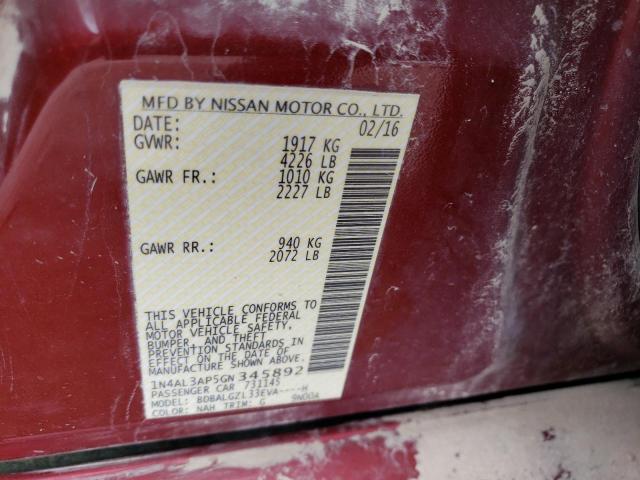 MFD BY NISSAN MOTOR CO., LTD.
DATE: 02/16
GVWR: 1917 KG
4226 LB
GAWR FR.: 1010 KG
2227 LB
GAWR RR.: 940 KG
2072 LB
THIS VEHICLE CONFORMS TO
ALL APPLICABLE FEDERAL
MOTOR VEHICLE SAFETY,
BUMPER, AND THEFT
PREVENTION STANDARDS IN
EFFECT ON THE DATE OF
MANUFACTURE SHOWN ABOVE.
1N4AL3AP5GN345892
PASSENGER CAR 731145
MODEL: BDBALGZL33EVA----H
COLOR: NAH TRIM: G 9N00A